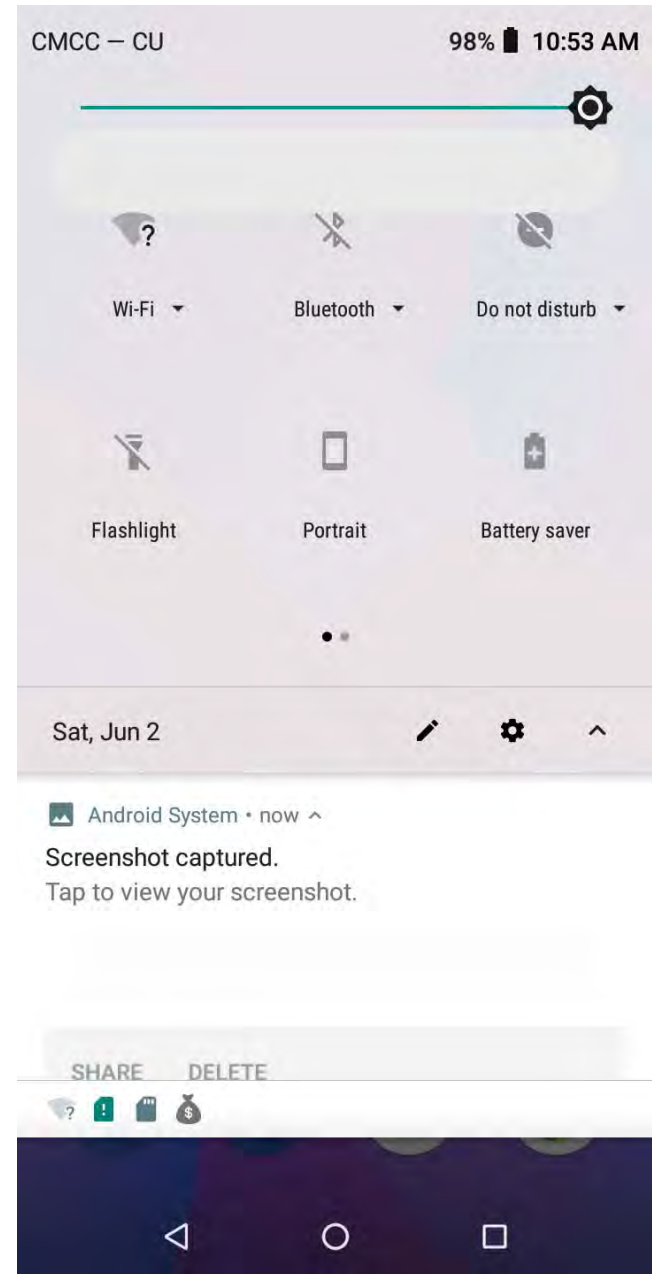 CMCC — CU 98% 10:53 AM
?
Wi-Fi Bluetooth Do not disturb
Flashlight Portrait Battery saver
Sat, Jun 2
Android System • now
Screenshot captured.
Tap to view your screenshot.
SHARE DELETE
? ! $